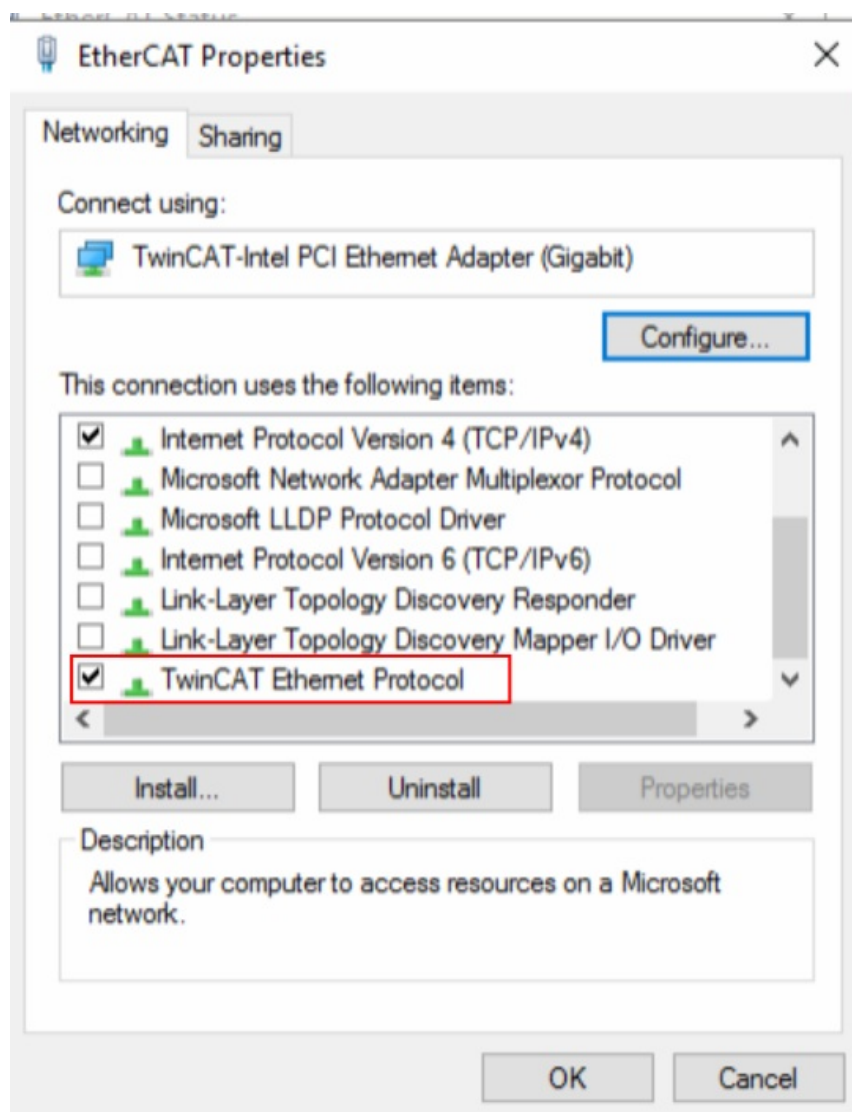 EtherCAT Status
EtherCAT Properties
Networking
Sharing
Connect using:
TwinCAT-Intel PCI Ethernet Adapter (Gigabit)
Configure...
This connection uses the following items:
Internet Protocol Version 4 (TCP/IPv4)
Microsoft Network Adapter Multiplexor Protocol
Microsoft LLDP Protocol Driver
Internet Protocol Version 6 (TCP/IPv6)
Link-Layer Topology Discovery Responder
Link-Layer Topology Discovery Mapper I/O Driver
TwinCAT Ethernet Protocol
Install...
Uninstall
Properties
Description
Allows your computer to access resources on a Microsoft
network.
OK
Cancel